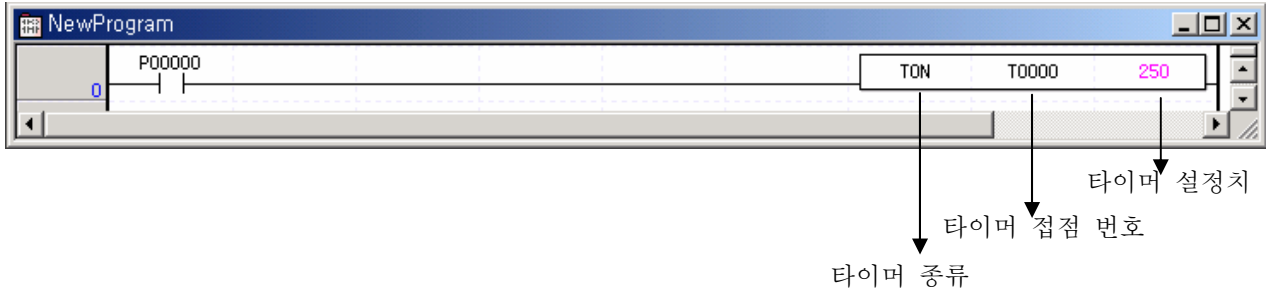 NewProgram
P00000
0 TON T0000 250
타이머 설정치
타이머 접점 번호
타이머 종류